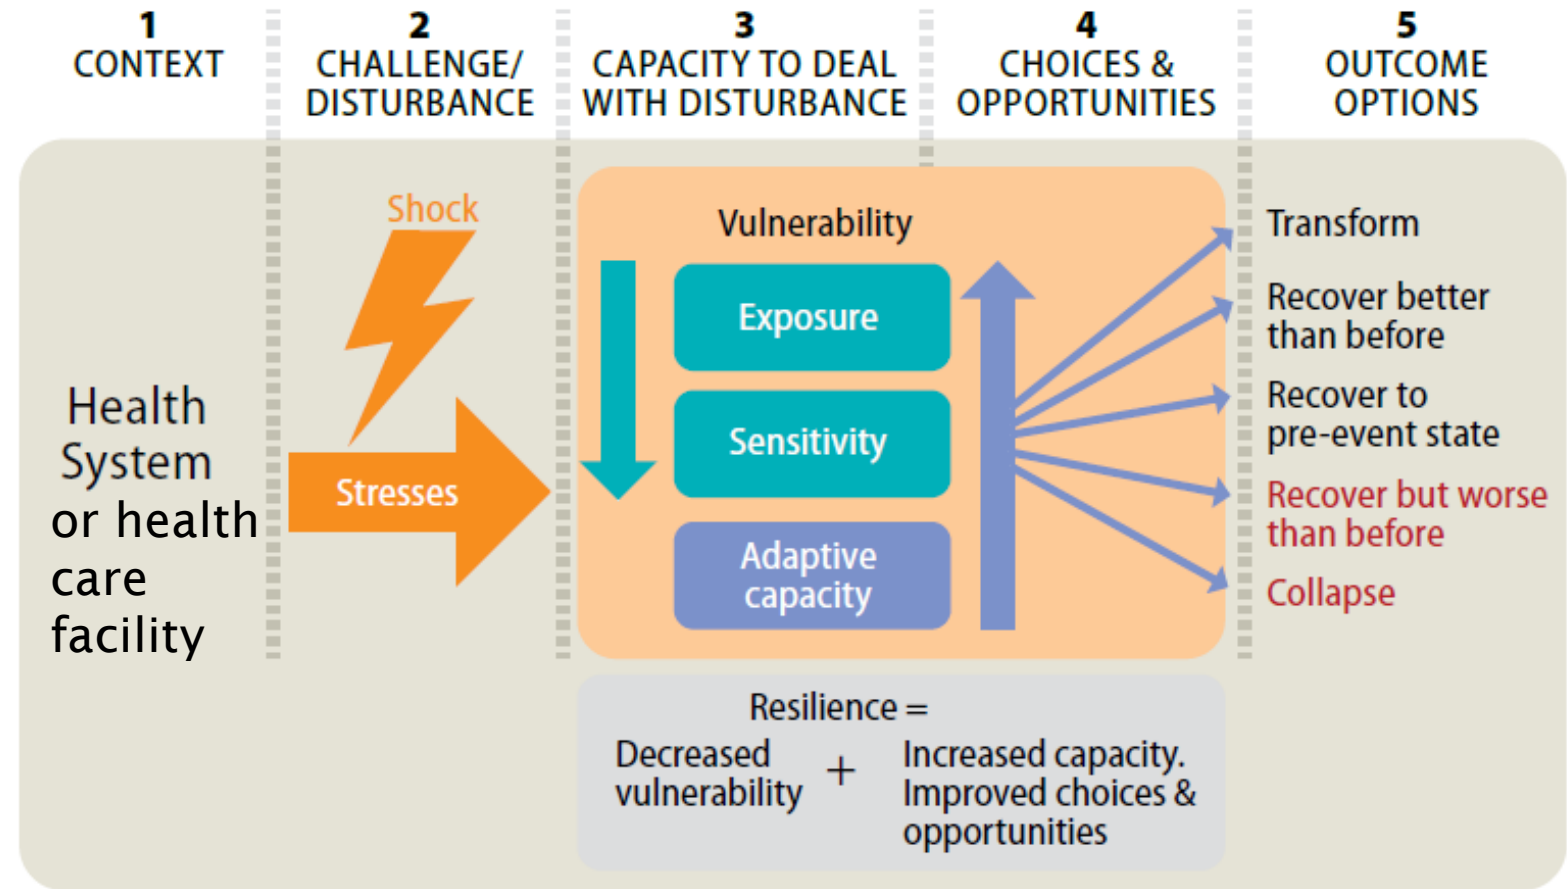 1
CONTEXT
2
CHALLENGE/
DISTURBANCE
3
CAPACITY TO DEAL
WITH DISTURBANCE
4
CHOICES &
OPPORTUNITIES
5
OUTCOME
OPTIONS
Health
System
or health
care
facility
Shock
Stresses
Vulnerability
Exposure
Sensitivity
Adaptive
capacity
Transform
Recover better
than before
Recover to
pre-event state
Recover but worse
than before
Collapse
Resilience =
Decreased
vulnerability
+
Increased capacity.
Improved choices &
opportunities